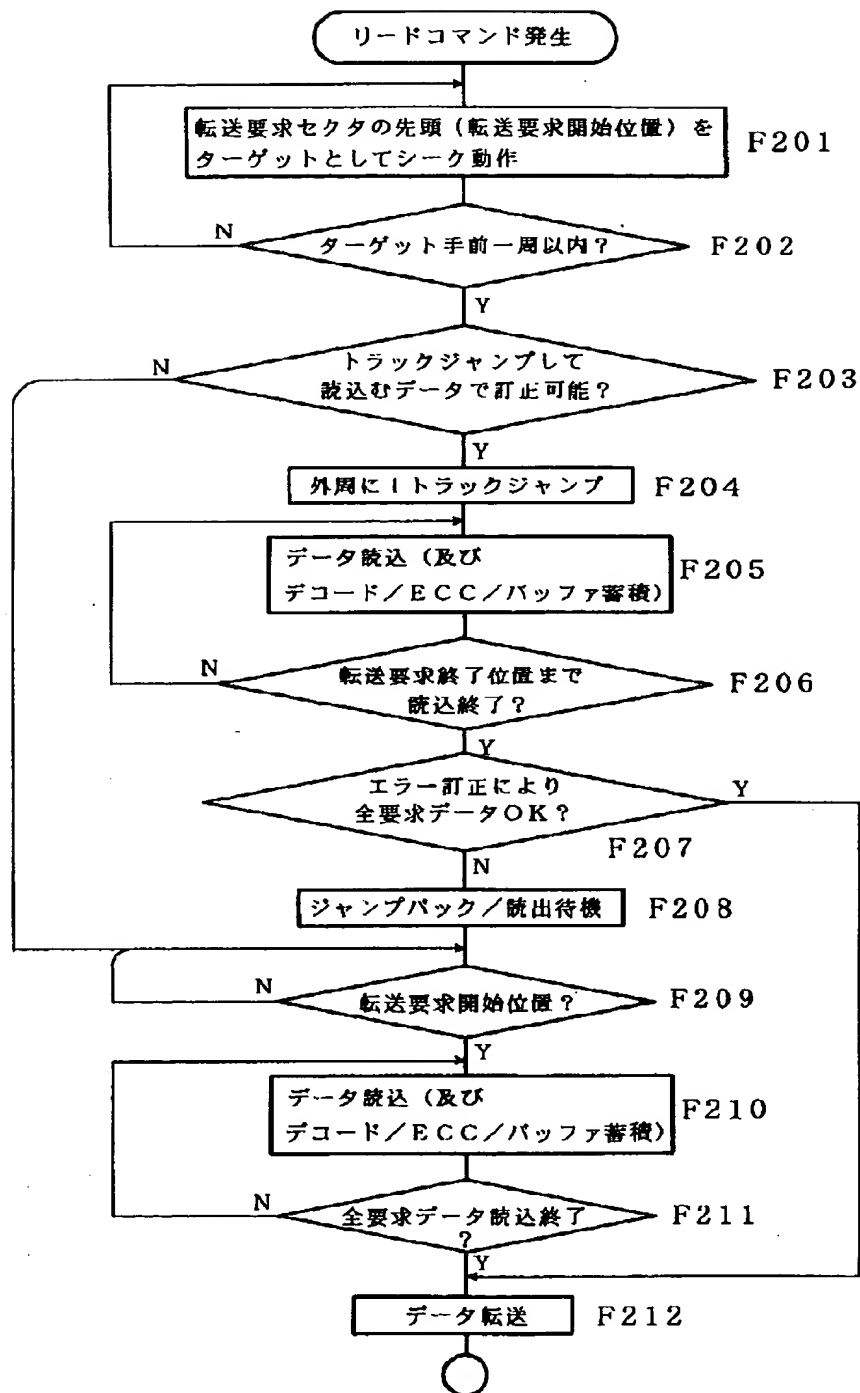 リードコマンド発生
転送要求セクタの先頭（転送要求開始位置）を
ターゲットとしてシーク動作
F201
N
ターゲット手前一周以内？
F202
Y
N
トラックジャンプして
読込むデータで訂正可能？
F203
Y
外周に1トラックジャンプ
F204
データ読込（及び
デコード／ECC／バッファ蓄積）
F205
N
転送要求終了位置まで
読込終了？
F206
Y
エラー訂正により
全要求データOK？
Y
F207
N
ジャンプバック／読出待機
F208
N
転送要求開始位置？
F209
Y
データ読込（及び
デコード／ECC／バッファ蓄積）
F210
N
全要求データ読込終了
？
F211
Y
データ転送
F212